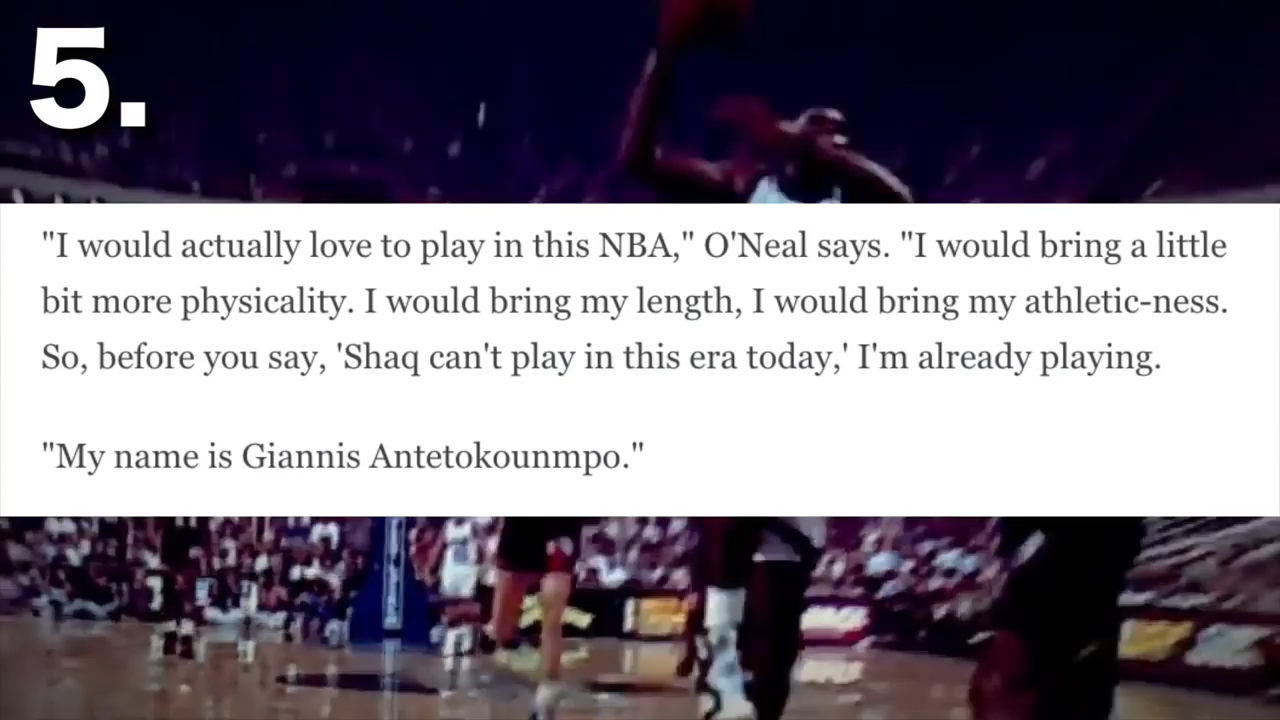 5.
"I would actually love to play in this NBA," O'Neal says. "I would bring a little
bit more physicality. I would bring my length, I would bring my athletic-ness.
So, before you say, 'Shaq can't play in this era today,' I'm already playing.
"My name is Giannis Antetokounmpo."